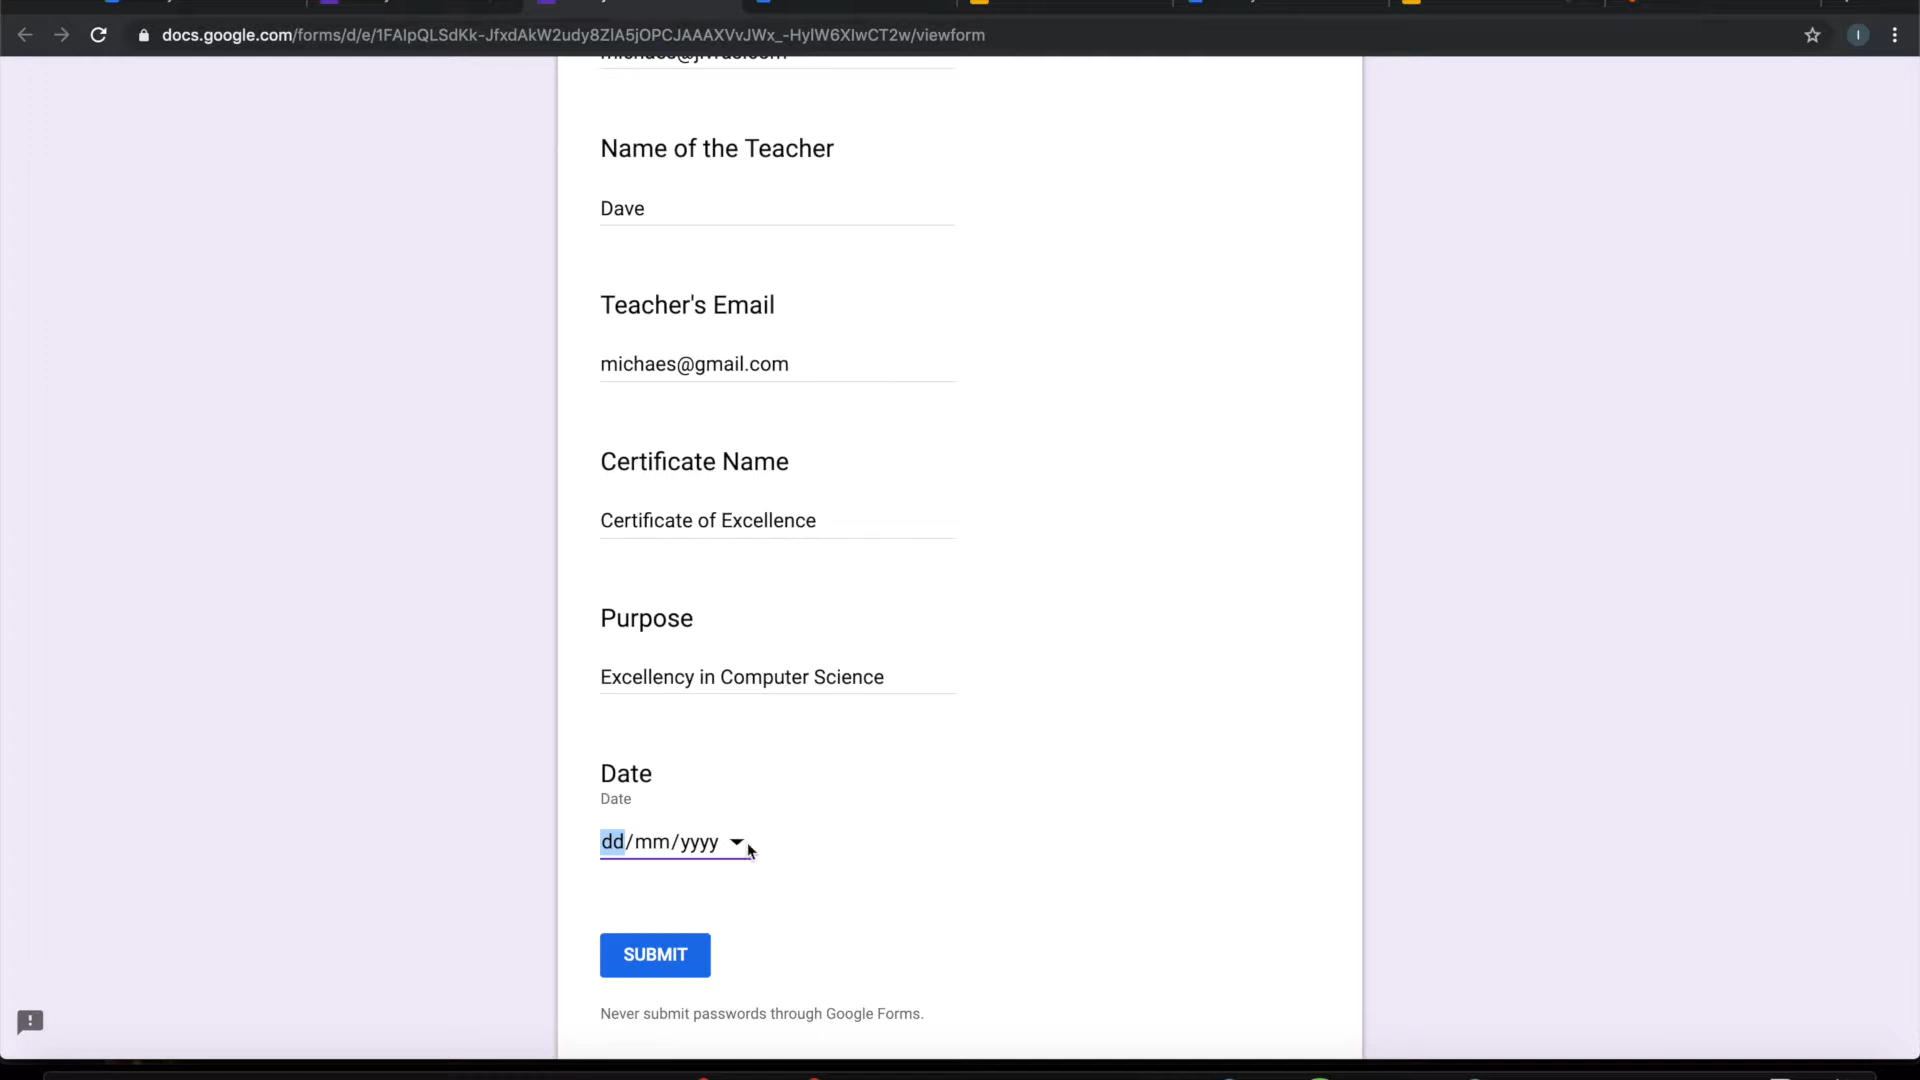 docs.google.com/forms/d/e/1FAIpQLSdKk-JfxdAkW2udy8ZIA5jOPCJAAAXVvJWx_-HyIW6XIwCT2w/viewform
Name of the Teacher
Dave
Teacher's Email
michaes@gmail.com
Certificate Name
Certificate of Excellence
Purpose
Excellency in Computer Science
Date
Date
dd/mm/yyyy
SUBMIT
Never submit passwords through Google Forms.